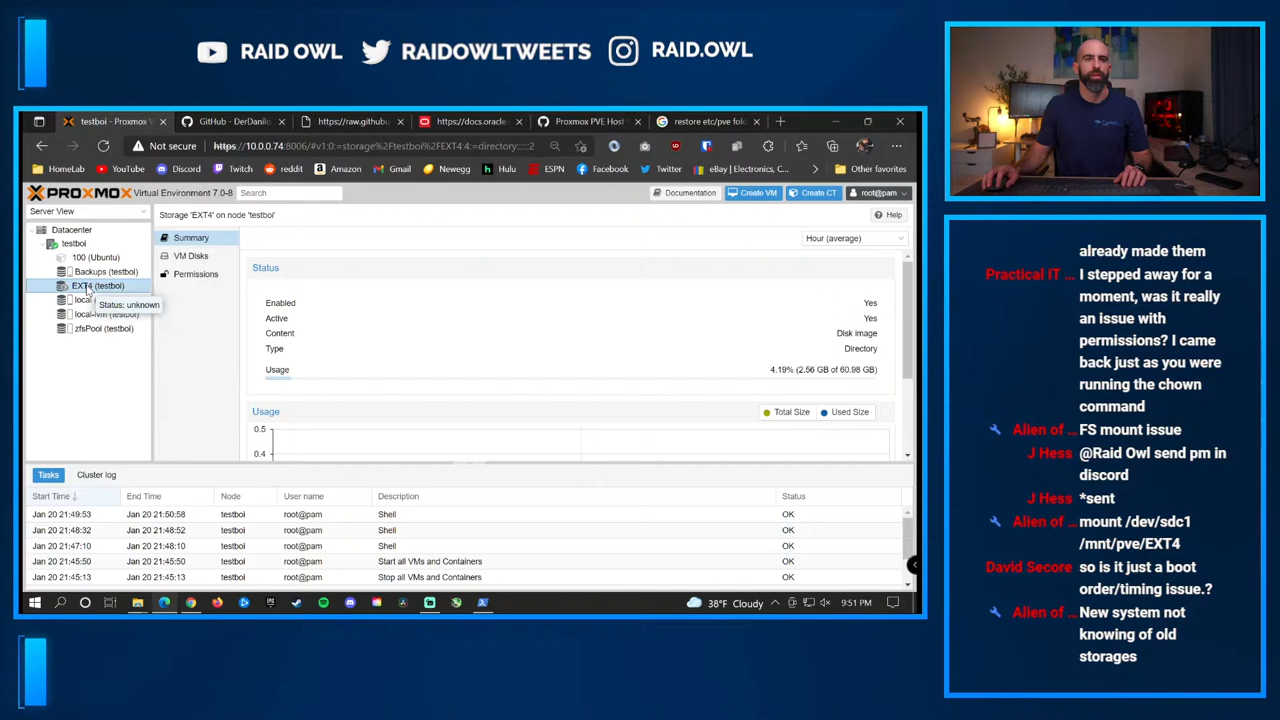 RAID OWL
RAIDOWLTWEETS
RAID.OWL
testboi - Proxmox V
GitHub - DerDanilo
https://raw.githubu
https://docs.oracle
Proxmox PVE Host
restore etc/pve fold
Not secure
https://10.0.0.74:8006/#v1:0:=storage%2Ftestboi%2FEXT4:4:=directory::::::2
HomeLab
YouTube
Discord
Twitch
reddit
Amazon
Gmail
Newegg
Hulu
ESPN
Facebook
Twitter
eBay | Electronics,...
Other favorites
PROXMOX Virtual Environment 7.0-8
Search
Documentation
Create VM
Create CT
root@pam
Server View
Storage 'EXT4' on node 'testboi'
Help
Datacenter
testboi
100 (Ubuntu)
Backups (testboi)
EXT4 (testboi)
local
Status: unknown
local-lvm (testboi)
zfsPool (testboi)
Summary
VM Disks
Permissions
Hour (average)
Status
Enabled Yes
Active Yes
Content Disk image
Type Directory
Usage 4.19% (2.56 GB of 60.98 GB)
Usage
Total Size
Used Size
0.5
0.4
Tasks
Cluster log
Start Time End Time Node User name Description Status
Jan 20 21:49:53 Jan 20 21:50:58 testboi root@pam Shell OK
Jan 20 21:48:32 Jan 20 21:48:52 testboi root@pam Shell OK
Jan 20 21:47:10 Jan 20 21:48:10 testboi root@pam Shell OK
Jan 20 21:45:50 Jan 20 21:45:50 testboi root@pam Start all VMs and Containers OK
Jan 20 21:45:13 Jan 20 21:45:13 testboi root@pam Stop all VMs and Containers OK
38°F Cloudy
9:51 PM
already made them
Practical IT ... I stepped away for a
moment, was it really
an issue with
permissions? I came
back just as you were
running the chown
command
Alien of ... FS mount issue
J Hess @Raid Owl send pm in
discord
J Hess *sent
Alien of ... mount /dev/sdc1
/mnt/pve/EXT4
David Secore so is it just a boot
order/timing issue.?
Alien of ... New system not
knowing of old
storages